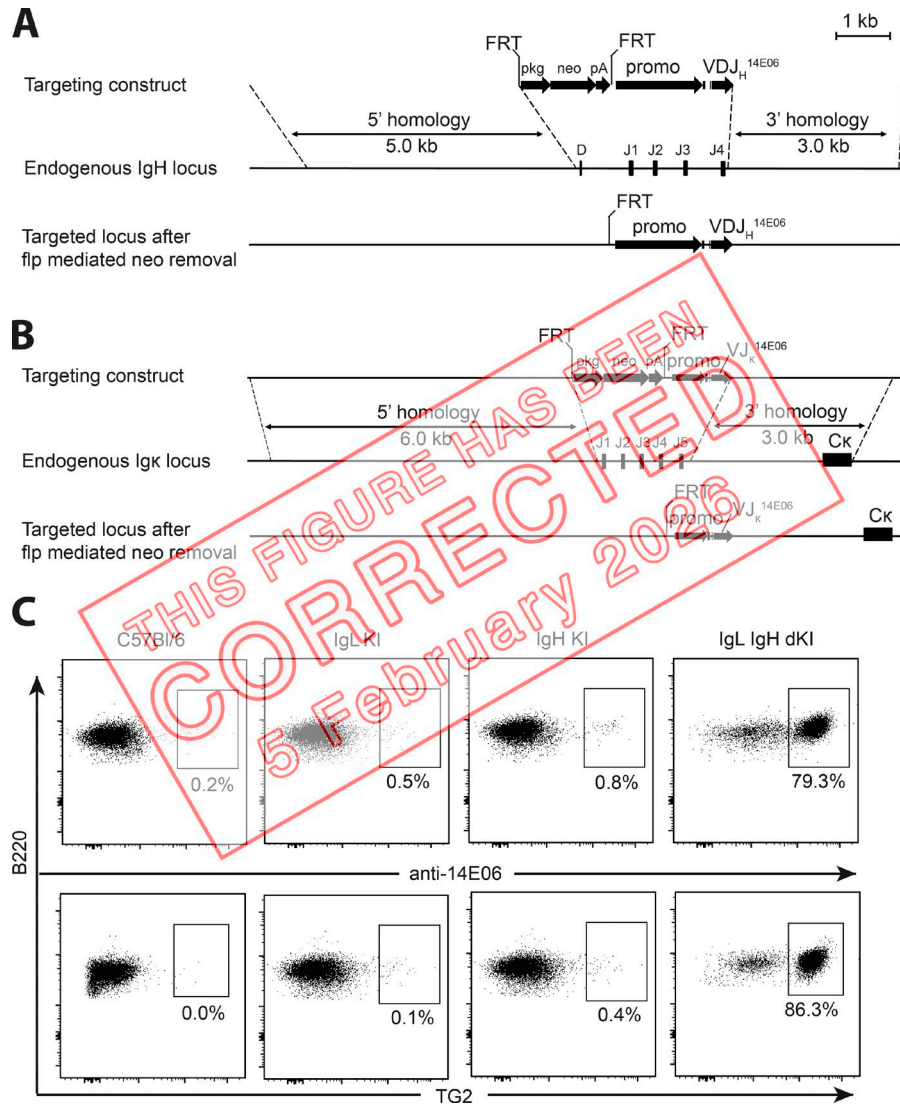 A
1 kb
FRT
FRT
pkg neo pA promo VDJH14E06
Targeting construct
5' homology
3' homology
5.0 kb
3.0 kb
D J1 J2 J3 J4
Endogenous IgH locus
FRT
promo VDJH14E06
Targeted locus after
flp mediated neo removal
B
FRT
FRT
pkg neo pA promo VJκ14E06
Targeting construct
5' homology
3' homology
6.0 kb
3.0 kb
J1 J2 J3 J4 J5
Cκ
Endogenous Igκ locus
FRT
promo VJκ14E06
Cκ
Targeted locus after
flp mediated neo removal
THIS FIGURE HAS BEEN
CORRECTED
5 February 2026
C
C57Bl/6 IgL KI IgH KI IgL IgH dKI
0.2% 0.5% 0.8% 79.3%
B220
anti-14E06
0.0% 0.1% 0.4% 86.3%
TG2